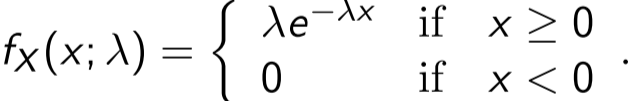 f_X(x; λ) = { λe^{−λx} if x ≥ 0
0 if x < 0 .